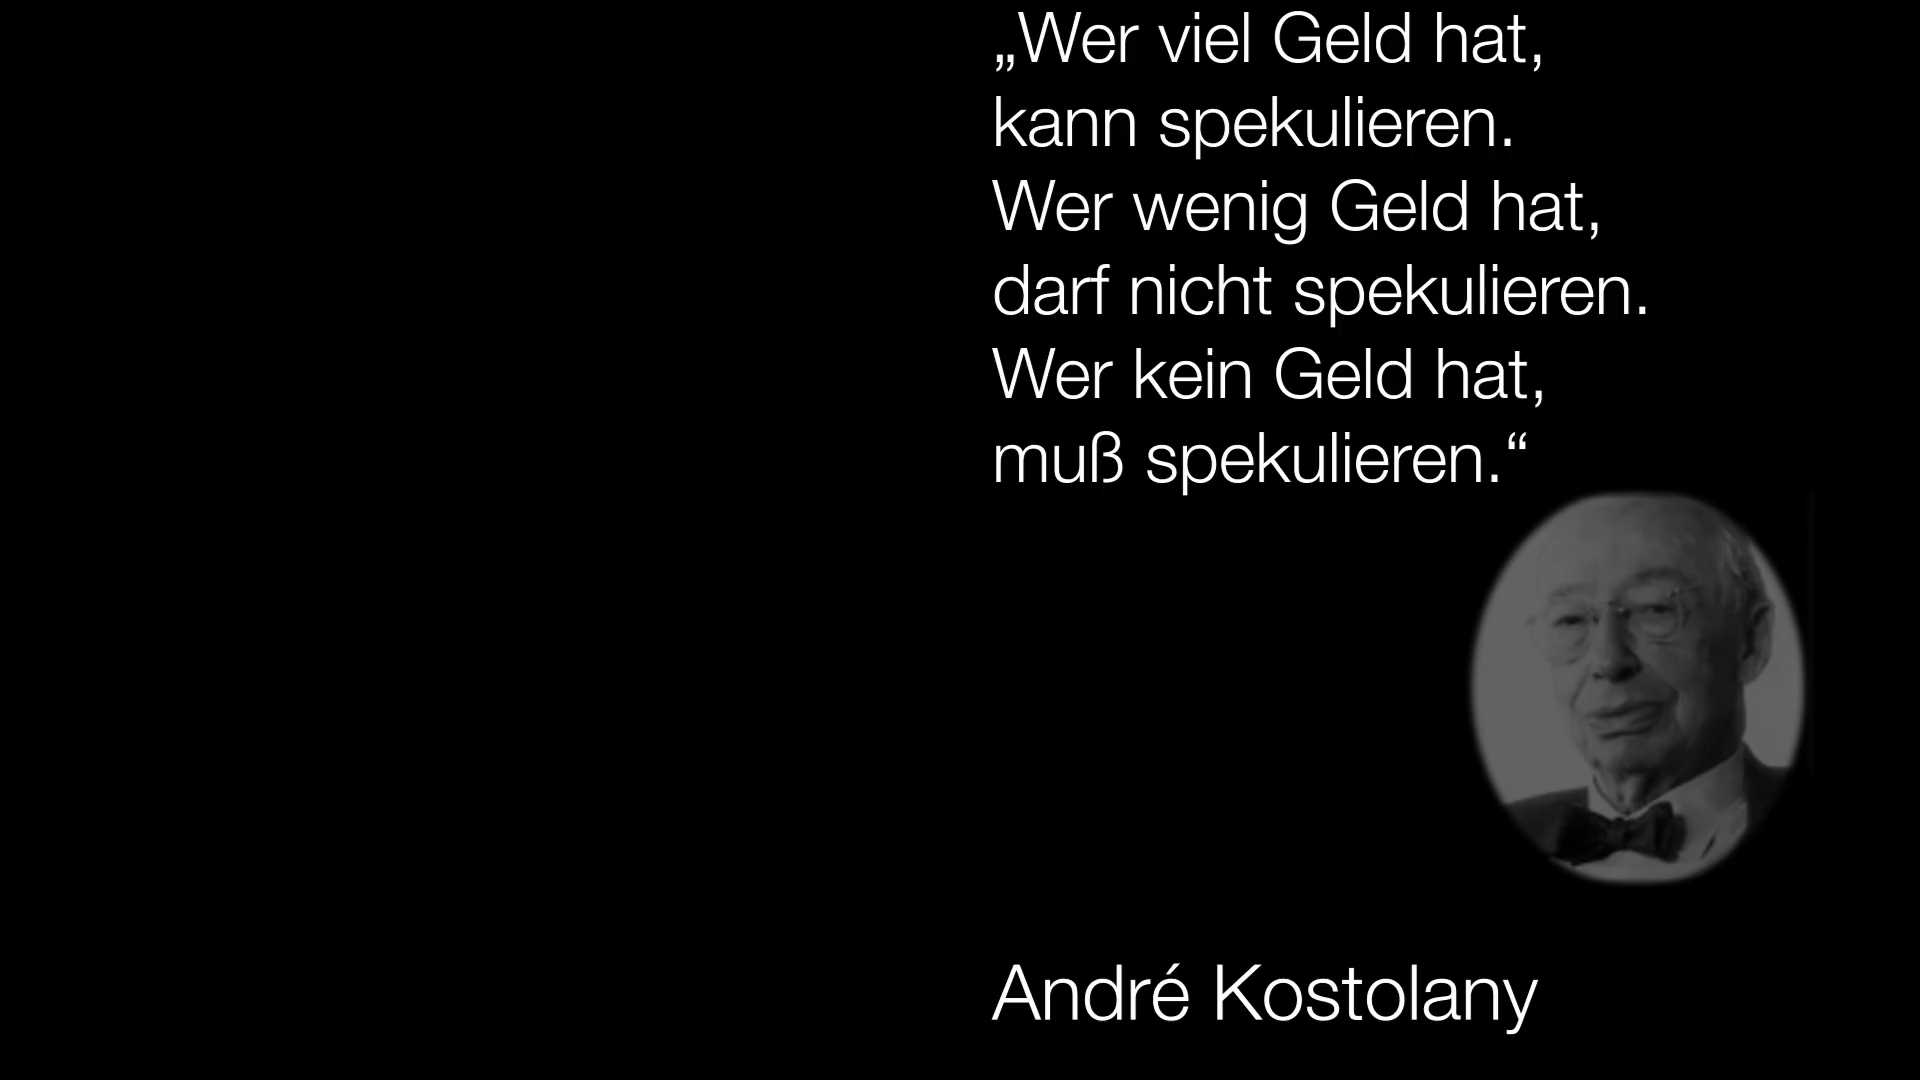 „Wer viel Geld hat,
kann spekulieren.
Wer wenig Geld hat,
darf nicht spekulieren.
Wer kein Geld hat,
muß spekulieren.“
André Kostolany